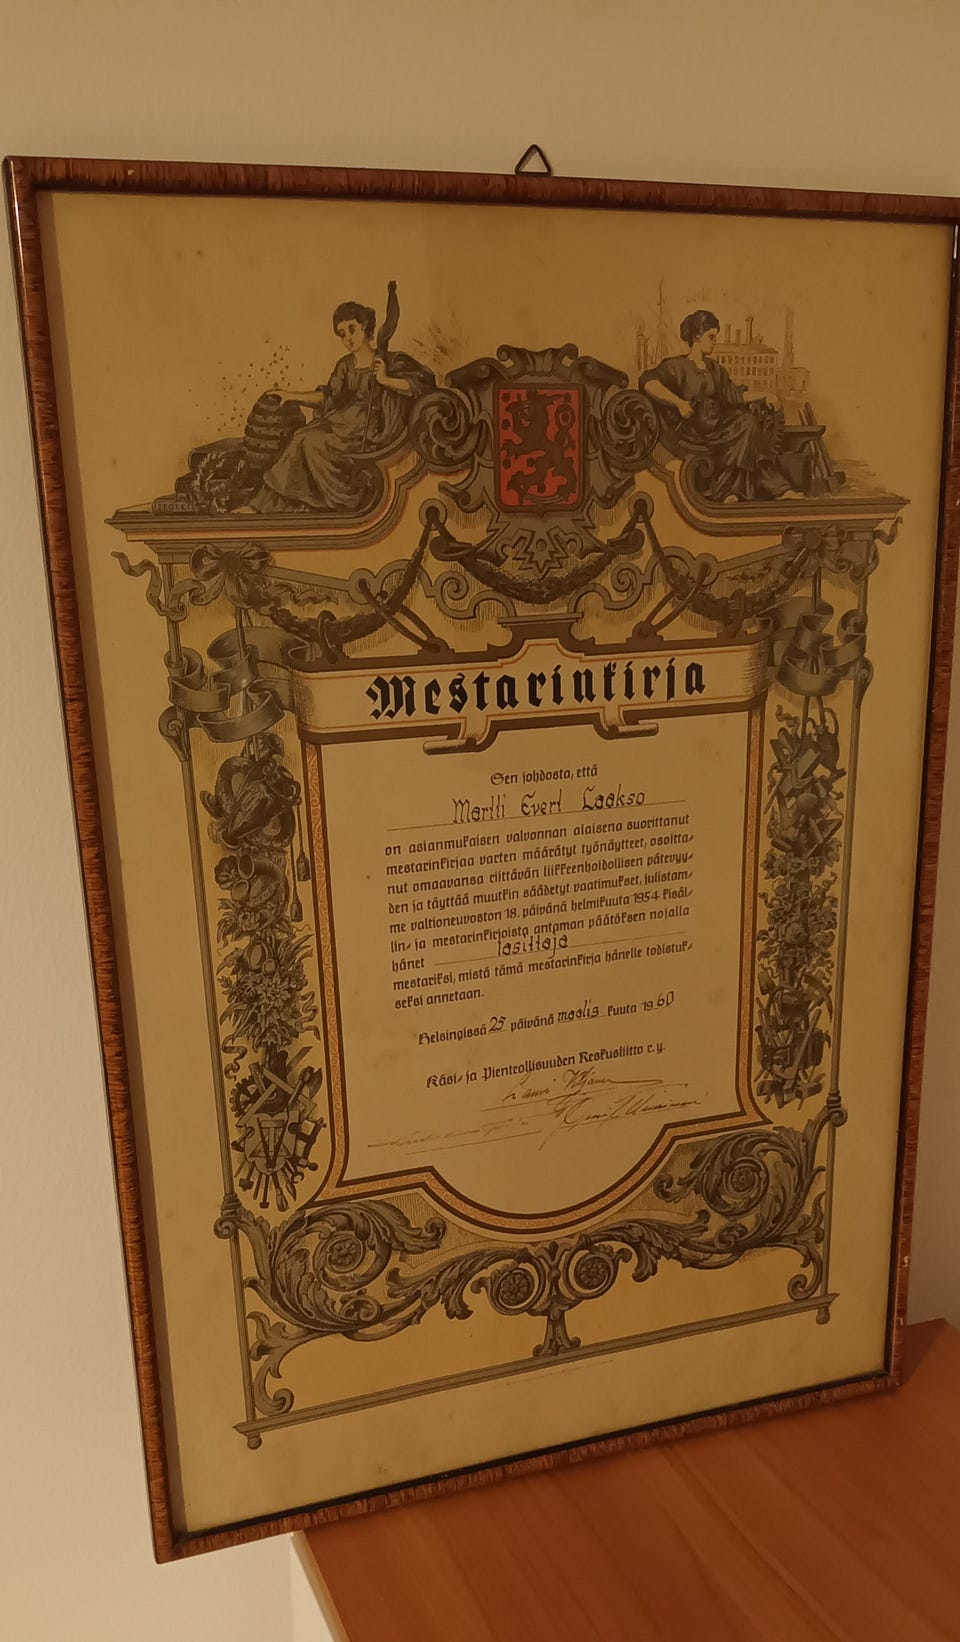 Mestarinkirja
Sen johdosta, että
Martti Evert Laakso
on asianmukaisen valvonnan alaisena suorittanut
mestarinkirjaa varten määrätyt työnäytteet, osoitta-
nut omaavansa riittävän liikkeenhoidollisen pätevyy-
den ja täyttää muutkin säädetyt vaatimukset, julistam-
me valtioneuvoston 18. päivänä helmikuuta 1954 kisäl-
lin- ja mestarinkirjoista antaman päätöksen nojalla
hänet lasittaja
mestariksi, mistä tämä mestarinkirja hänelle todistuk-
seksi annetaan.
Helsingissä 25 päivänä maalis kuuta 1960
Käsi- ja Pienteollisuuden Keskusliitto r.y.
Lauri